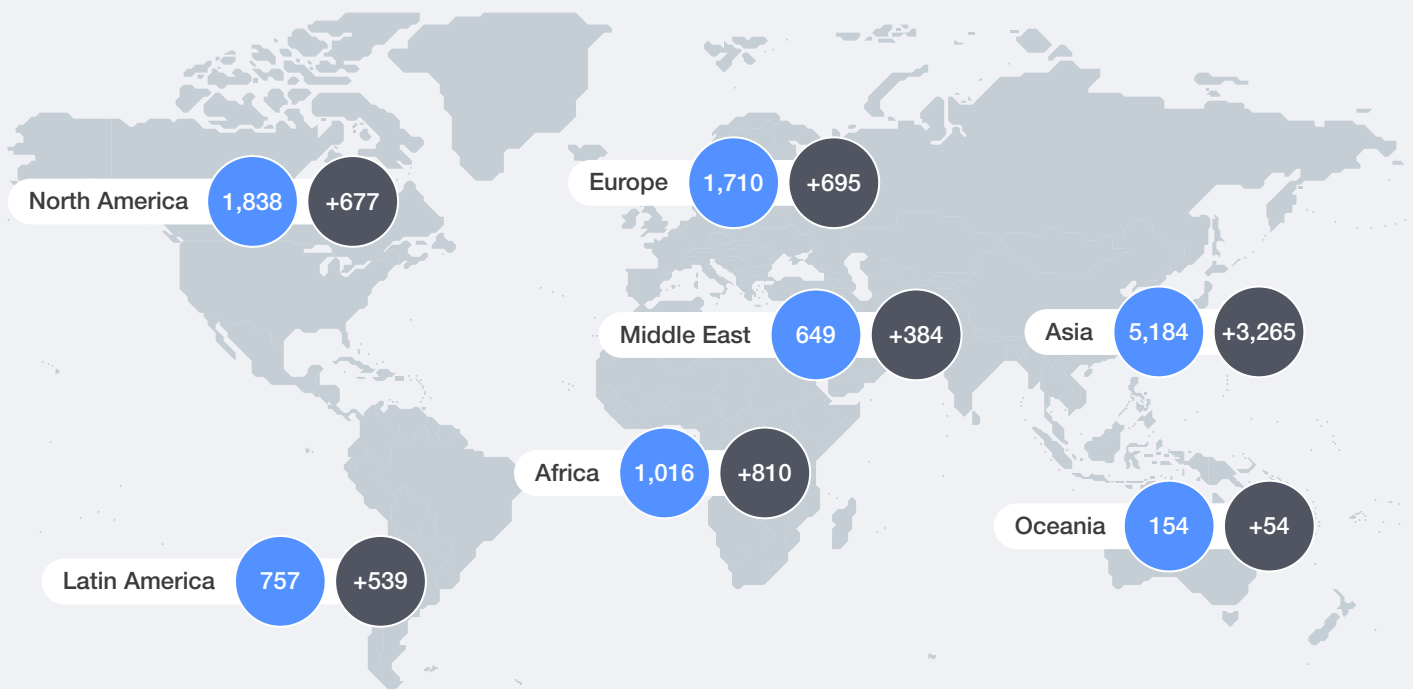 North America 1,838 +677
Europe 1,710 +695
Middle East 649 +384
Asia 5,184 +3,265
Africa 1,016 +810
Oceania 154 +54
Latin America 757 +539